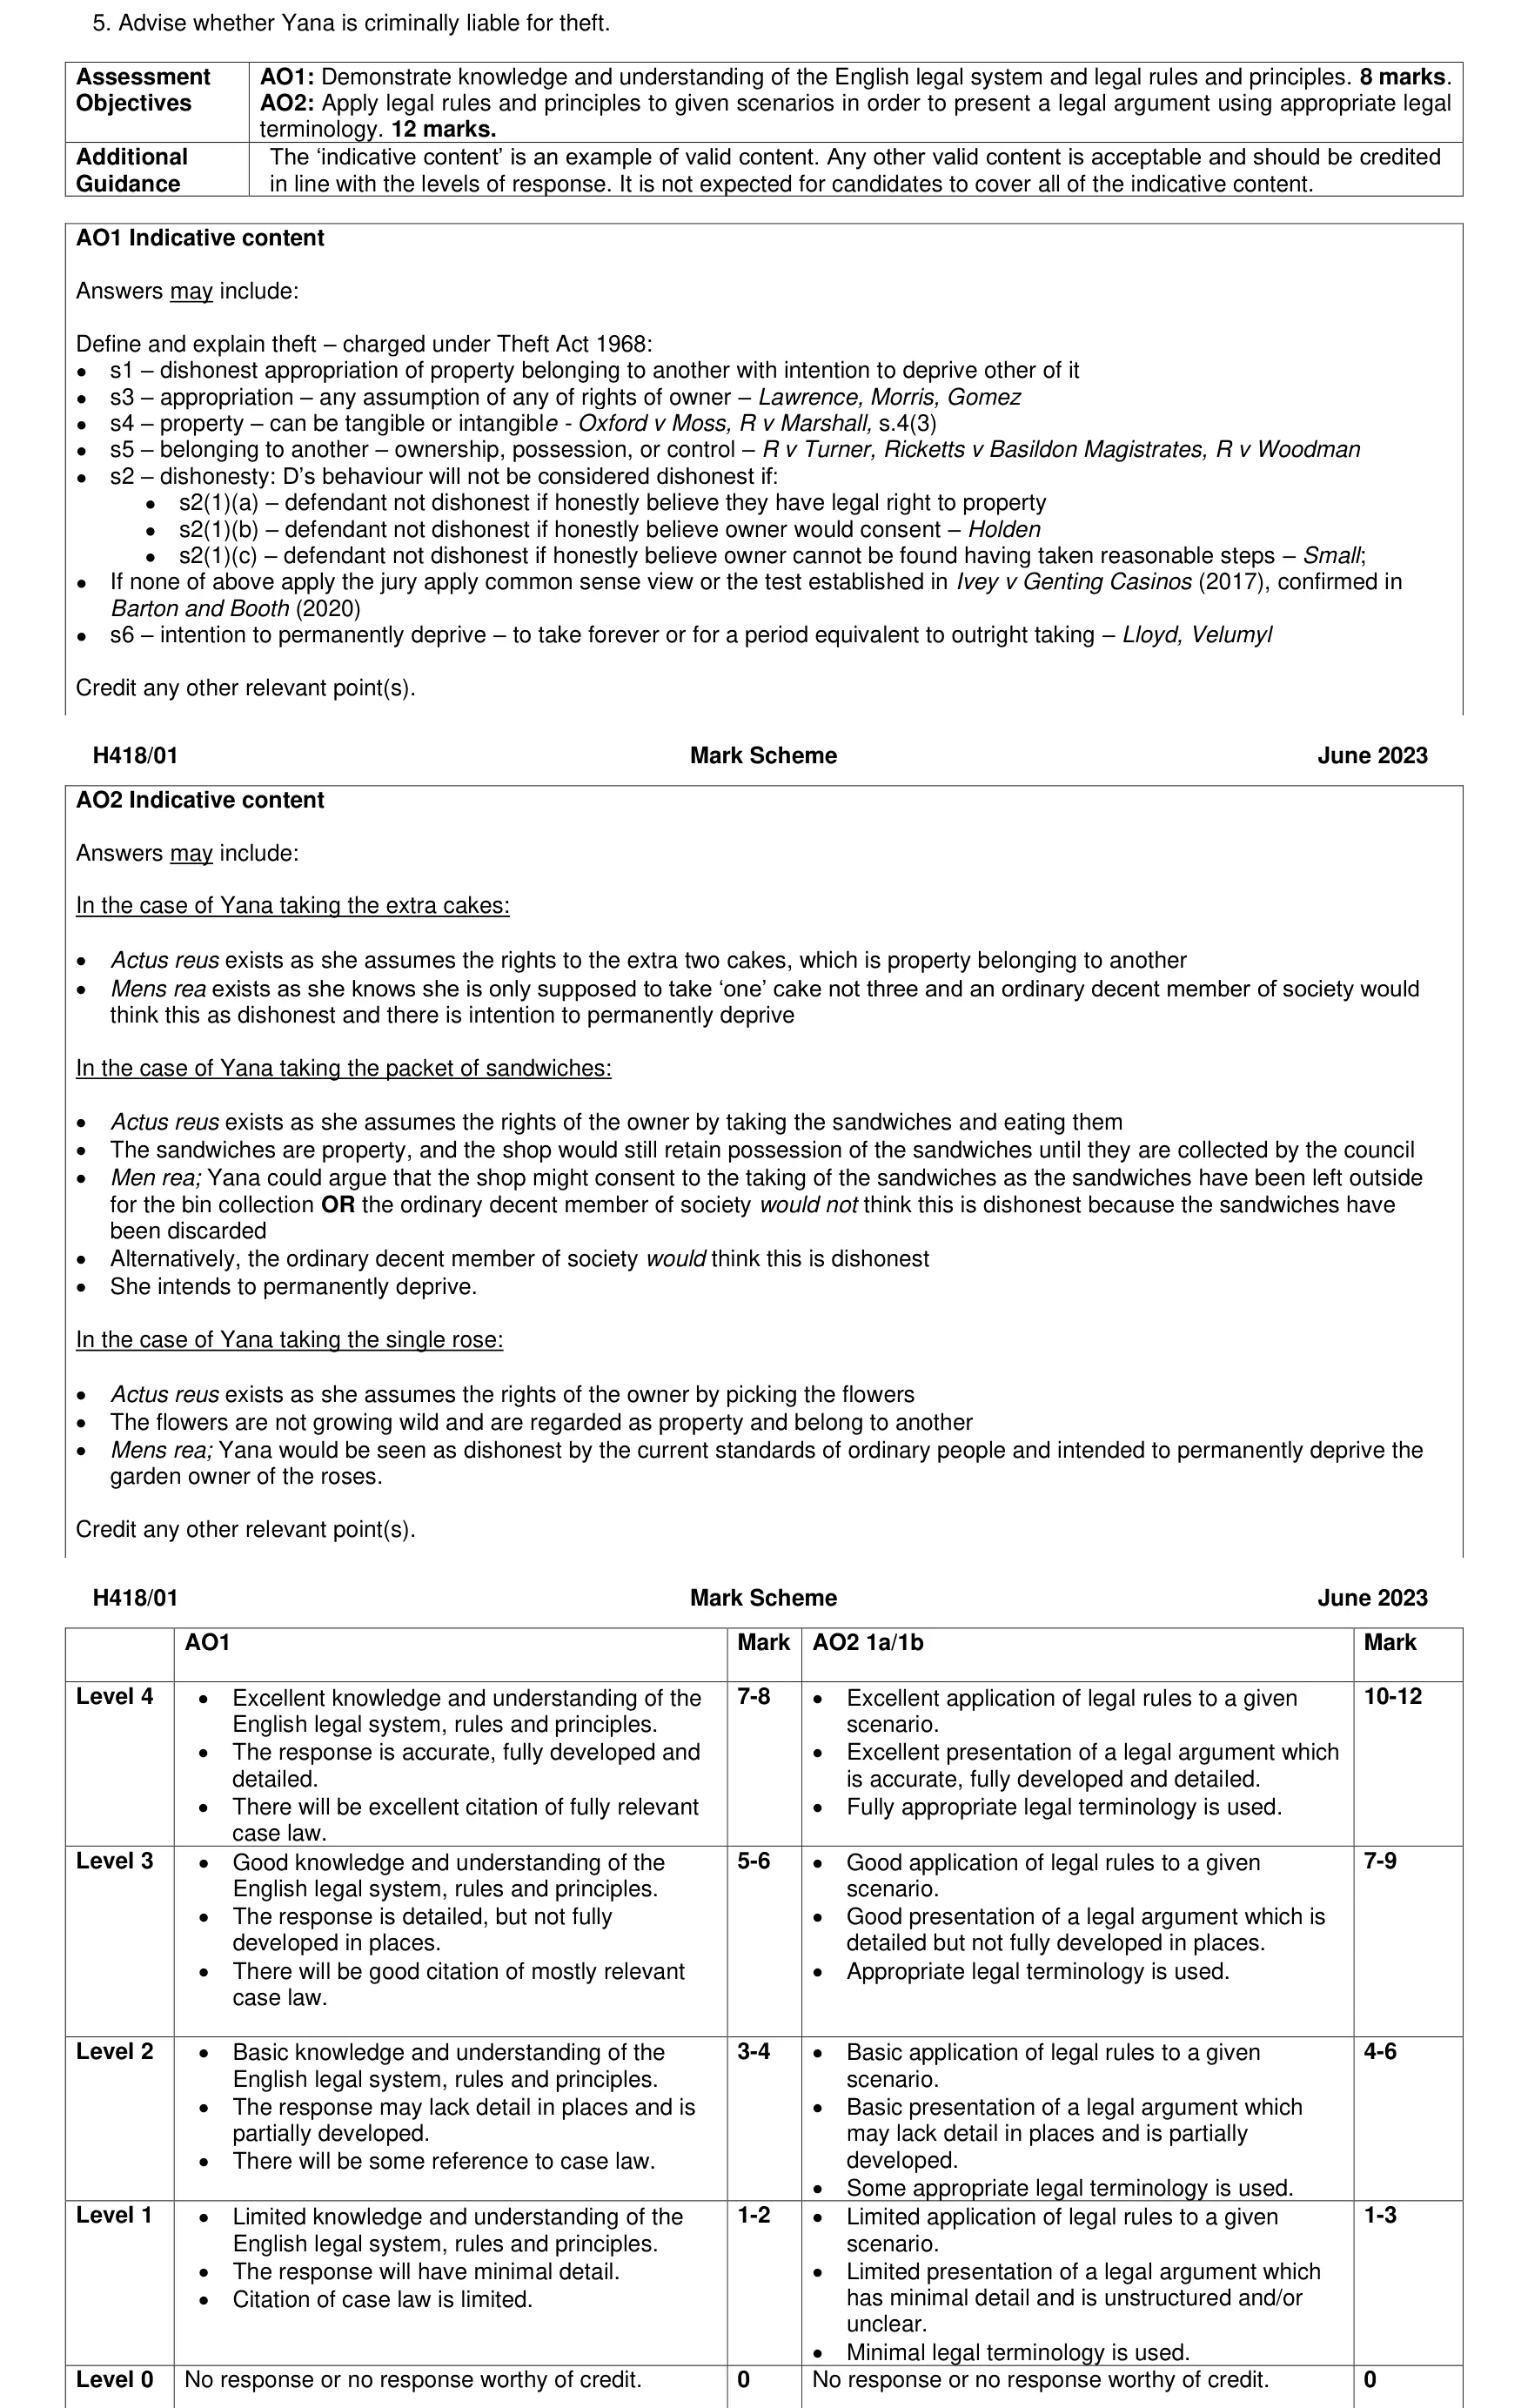 5. Advise whether Yana is criminally liable for theft.
Assessment Objectives
AO1: Demonstrate knowledge and understanding of the English legal system and legal rules and principles. 8 marks.
AO2: Apply legal rules and principles to given scenarios in order to present a legal argument using appropriate legal
terminology. 12 marks.
Additional Guidance
The ‘indicative content’ is an example of valid content. Any other valid content is acceptable and should be credited
in line with the levels of response. It is not expected for candidates to cover all of the indicative content.
AO1 Indicative content
Answers may include:
Define and explain theft – charged under Theft Act 1968:
• s1 – dishonest appropriation of property belonging to another with intention to deprive other of it
• s3 – appropriation – any assumption of any of rights of owner – Lawrence, Morris, Gomez
• s4 – property – can be tangible or intangible - Oxford v Moss, R v Marshall, s.4(3)
• s5 – belonging to another – ownership, possession, or control – R v Turner, Ricketts v Basildon Magistrates, R v Woodman
• s2 – dishonesty: D’s behaviour will not be considered dishonest if:
• s2(1)(a) – defendant not dishonest if honestly believe they have legal right to property
• s2(1)(b) – defendant not dishonest if honestly believe owner would consent – Holden
• s2(1)(c) – defendant not dishonest if honestly believe owner cannot be found having taken reasonable steps – Small;
• If none of above apply the jury apply common sense view or the test established in Ivey v Genting Casinos (2017), confirmed in
Barton and Booth (2020)
• s6 – intention to permanently deprive – to take forever or for a period equivalent to outright taking – Lloyd, Velumyl
Credit any other relevant point(s).
H418/01 Mark Scheme June 2023
AO2 Indicative content
Answers may include:
In the case of Yana taking the extra cakes:
• Actus reus exists as she assumes the rights to the extra two cakes, which is property belonging to another
• Mens rea exists as she knows she is only supposed to take ‘one’ cake not three and an ordinary decent member of society would
think this as dishonest and there is intention to permanently deprive
In the case of Yana taking the packet of sandwiches:
• Actus reus exists as she assumes the rights of the owner by taking the sandwiches and eating them
• The sandwiches are property, and the shop would still retain possession of the sandwiches until they are collected by the council
• Men rea; Yana could argue that the shop might consent to the taking of the sandwiches as the sandwiches have been left outside
for the bin collection OR the ordinary decent member of society would not think this is dishonest because the sandwiches have
been discarded
• Alternatively, the ordinary decent member of society would think this is dishonest
• She intends to permanently deprive.
In the case of Yana taking the single rose:
• Actus reus exists as she assumes the rights of the owner by picking the flowers
• The flowers are not growing wild and are regarded as property and belong to another
• Mens rea; Yana would be seen as dishonest by the current standards of ordinary people and intended to permanently deprive the
garden owner of the roses.
Credit any other relevant point(s).
H418/01 Mark Scheme June 2023
AO1 Mark AO2 1a/1b Mark
Level 4
• Excellent knowledge and understanding of the
English legal system, rules and principles.
• The response is accurate, fully developed and
detailed.
• There will be excellent citation of fully relevant
case law.
7-8
• Excellent application of legal rules to a given
scenario.
• Excellent presentation of a legal argument which
is accurate, fully developed and detailed.
• Fully appropriate legal terminology is used.
10-12
Level 3
• Good knowledge and understanding of the
English legal system, rules and principles.
• The response is detailed, but not fully
developed in places.
• There will be good citation of mostly relevant
case law.
5-6
• Good application of legal rules to a given
scenario.
• Good presentation of a legal argument which is
detailed but not fully developed in places.
• Appropriate legal terminology is used.
7-9
Level 2
• Basic knowledge and understanding of the
English legal system, rules and principles.
• The response may lack detail in places and is
partially developed.
• There will be some reference to case law.
3-4
• Basic application of legal rules to a given
scenario.
• Basic presentation of a legal argument which
may lack detail in places and is partially
developed.
• Some appropriate legal terminology is used.
4-6
Level 1
• Limited knowledge and understanding of the
English legal system, rules and principles.
• The response will have minimal detail.
• Citation of case law is limited.
1-2
• Limited application of legal rules to a given
scenario.
• Limited presentation of a legal argument which
has minimal detail and is unstructured and/or
unclear.
• Minimal legal terminology is used.
1-3
Level 0
No response or no response worthy of credit.
0
No response or no response worthy of credit.
0